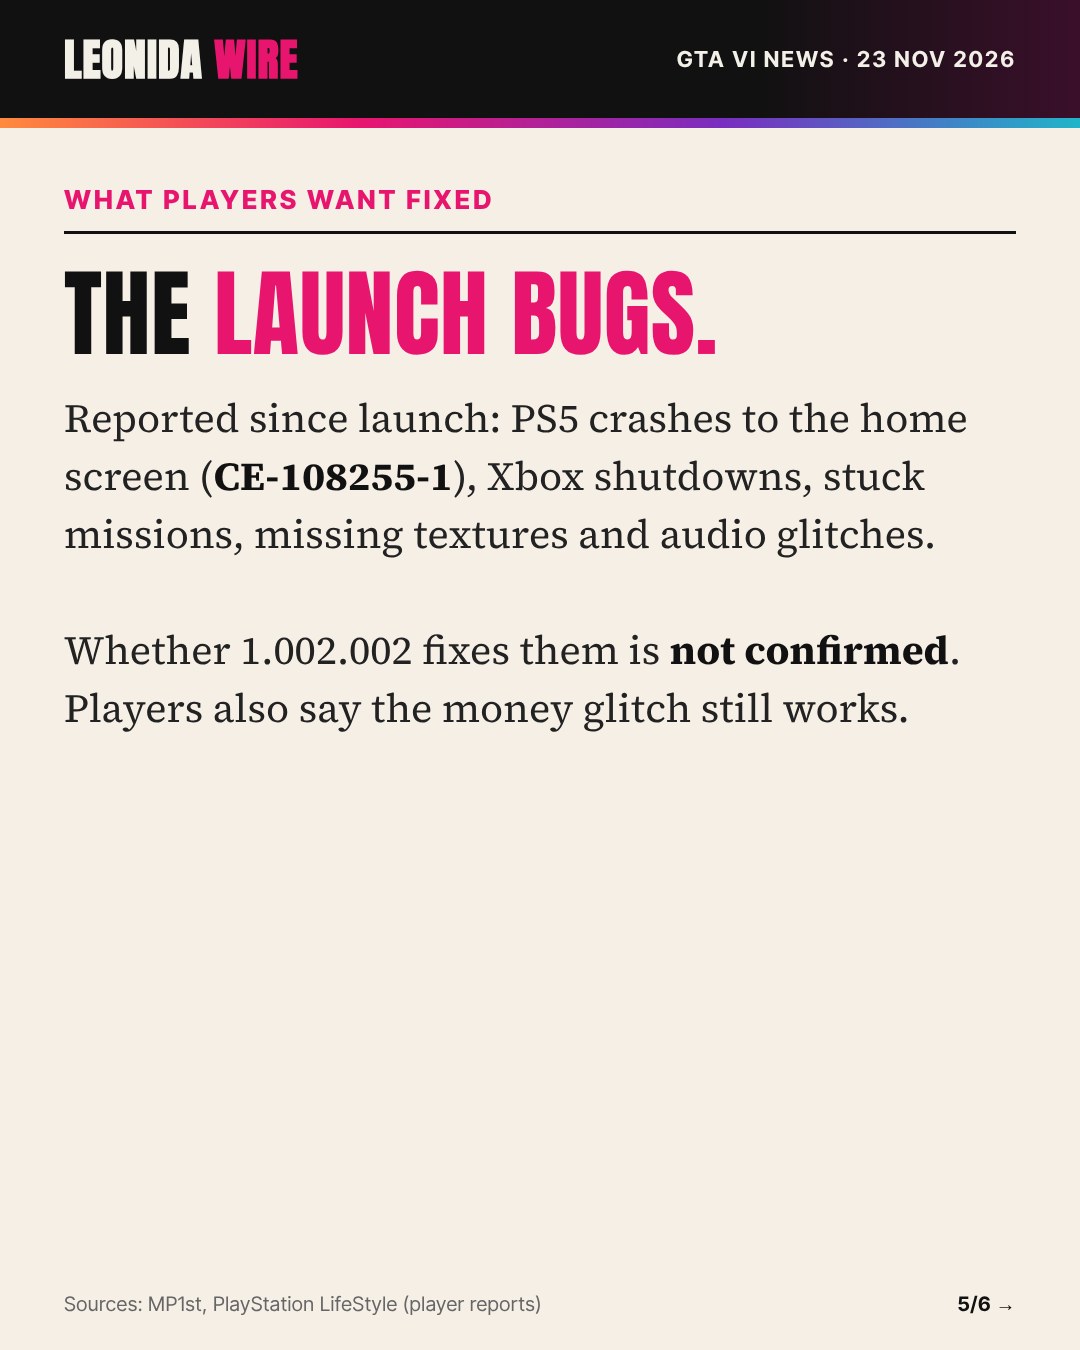 LEONIDA WIRE
GTA VI NEWS · 23 NOV 2026
WHAT PLAYERS WANT FIXED
THE LAUNCH BUGS.
Reported since launch: PS5 crashes to the home
screen (CE-108255-1), Xbox shutdowns, stuck
missions, missing textures and audio glitches.
Whether 1.002.002 fixes them is not confirmed.
Players also say the money glitch still works.
Sources: MP1st, PlayStation LifeStyle (player reports)
5/6 →